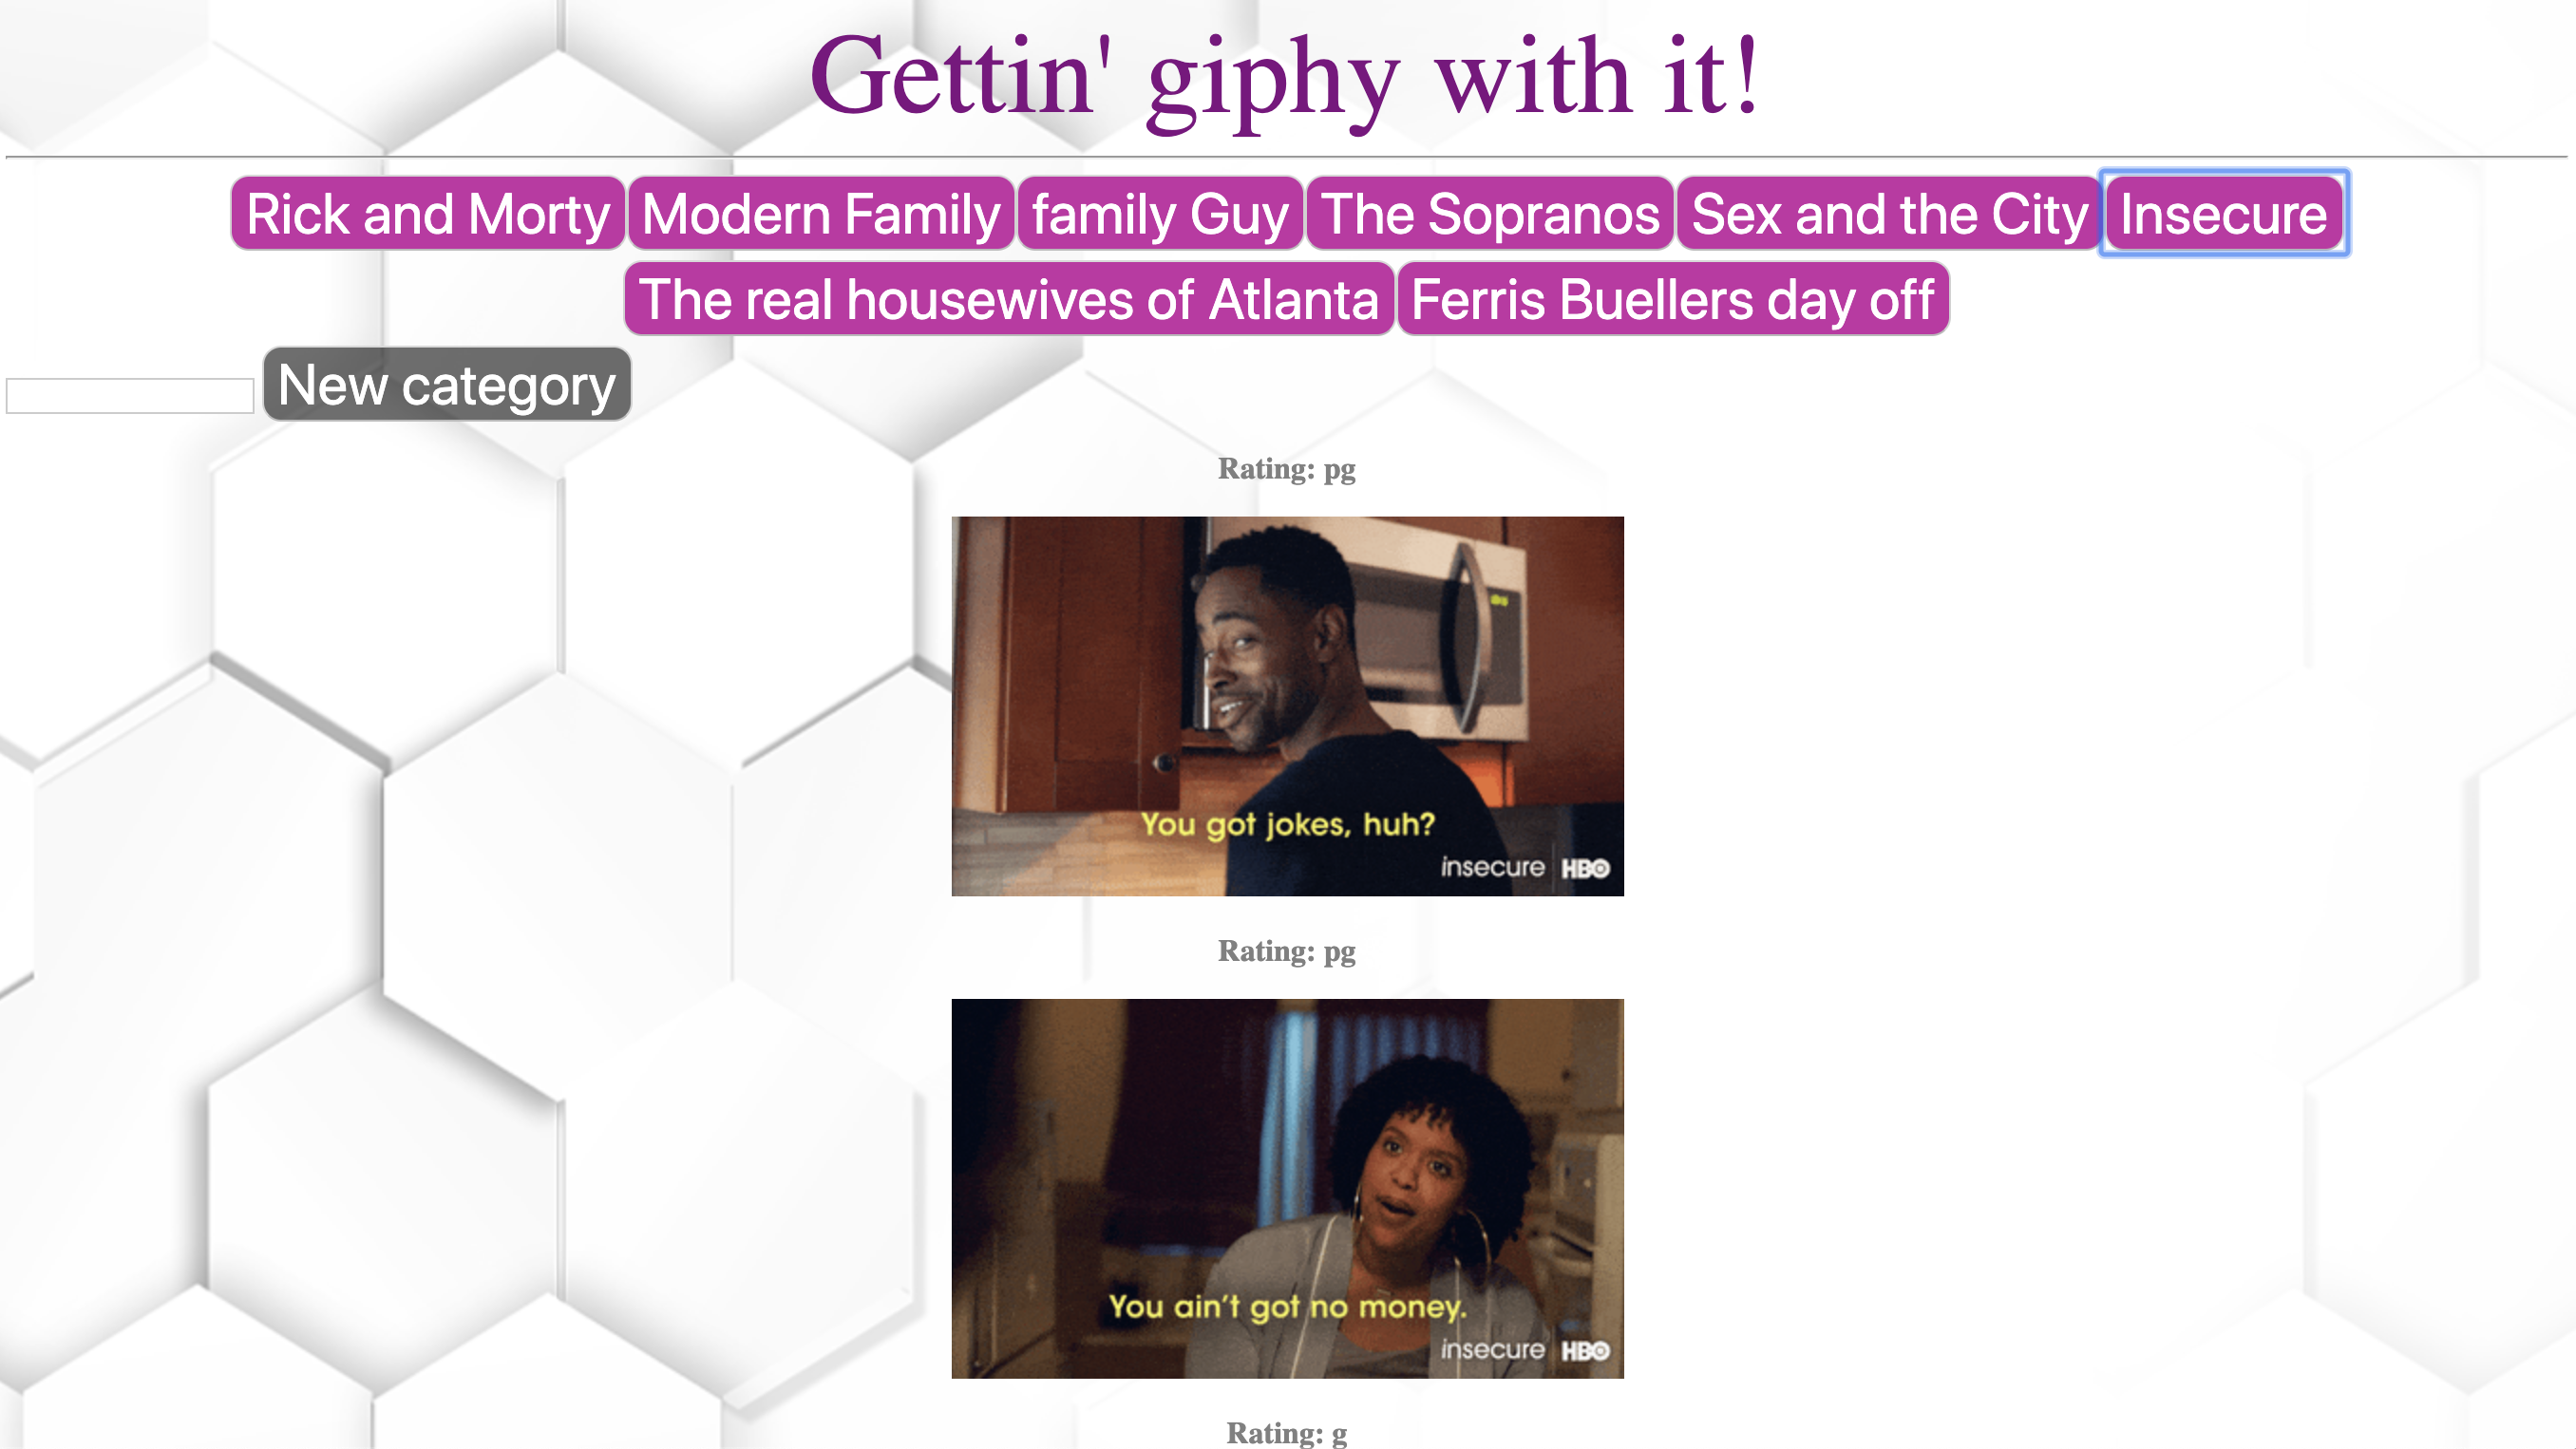 Gettin' giphy with it!
Rick and Morty Modern Family family Guy The Sopranos Sex and the City Insecure
The real housewives of Atlanta Ferris Buellers day off
New category
Rating: pg
You got jokes, huh?
insecure HBO
Rating: pg
You ain't got no money.
insecure HBO
Rating: g